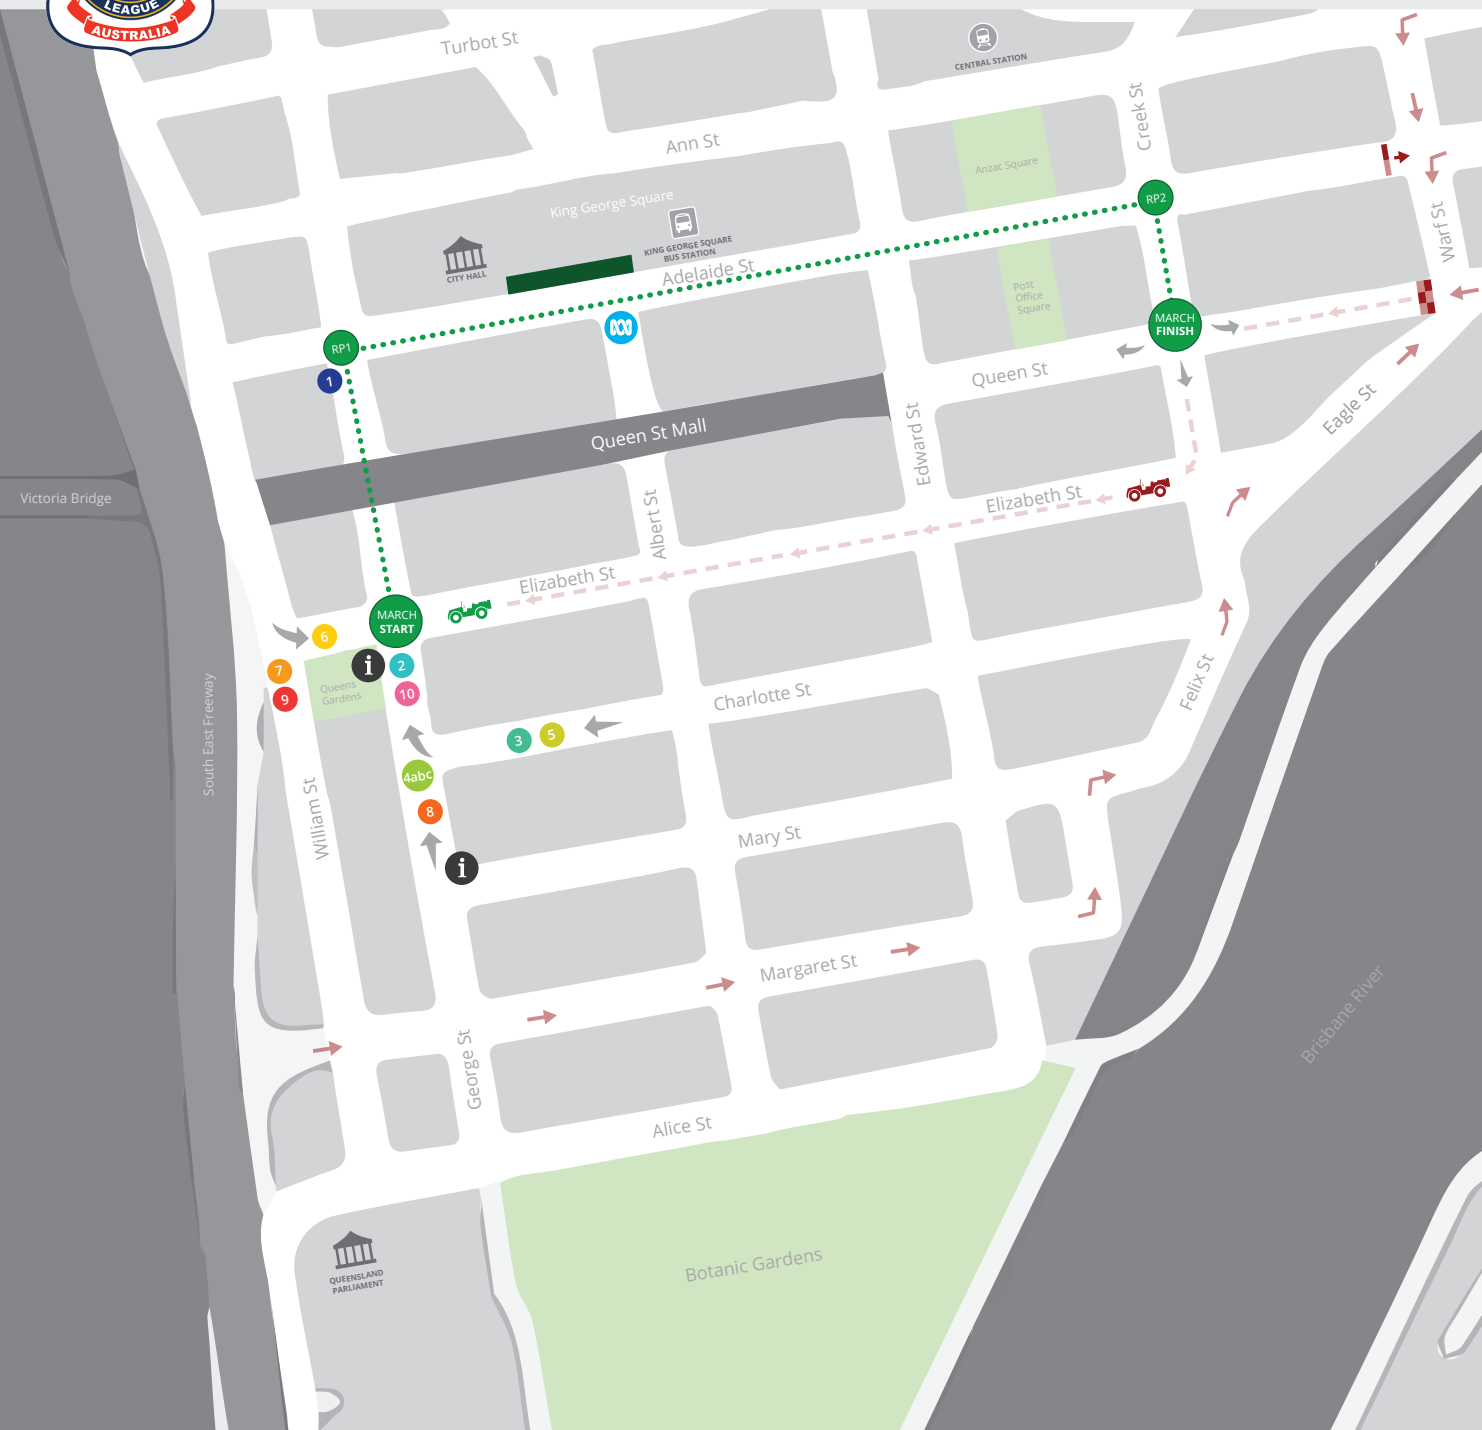 LEAGUE
AUSTRALIA
Turbot St
CENTRAL STATION
Creek St
Ann St
Anzac Square
King George Square
CITY HALL
KING GEORGE SQUARE
BUS STATION
Adelaide St
RP2
RP1
1
Post
Office
Square
MARCH
FINISH
Warf St
Queen St
Eagle St
Queen St Mall
Edward St
Victoria Bridge
Albert St
Elizabeth St
Elizabeth St
MARCH
START
6
7
9
i
2
10
Queens
Gardens
Charlotte St
Felix St
3
5
4abc
8
i
South East Freeway
William St
Mary St
Margaret St
George St
Alice St
Brisbane River
Botanic Gardens
QUEENSLAND
PARLIAMENT